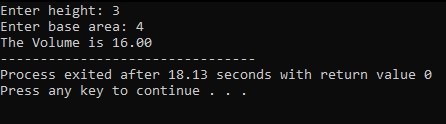 Enter height: 3
Enter base area: 4
The Volume is 16.00
--------------------------------
Process exited after 18.13 seconds with return value 0
Press any key to continue . . .